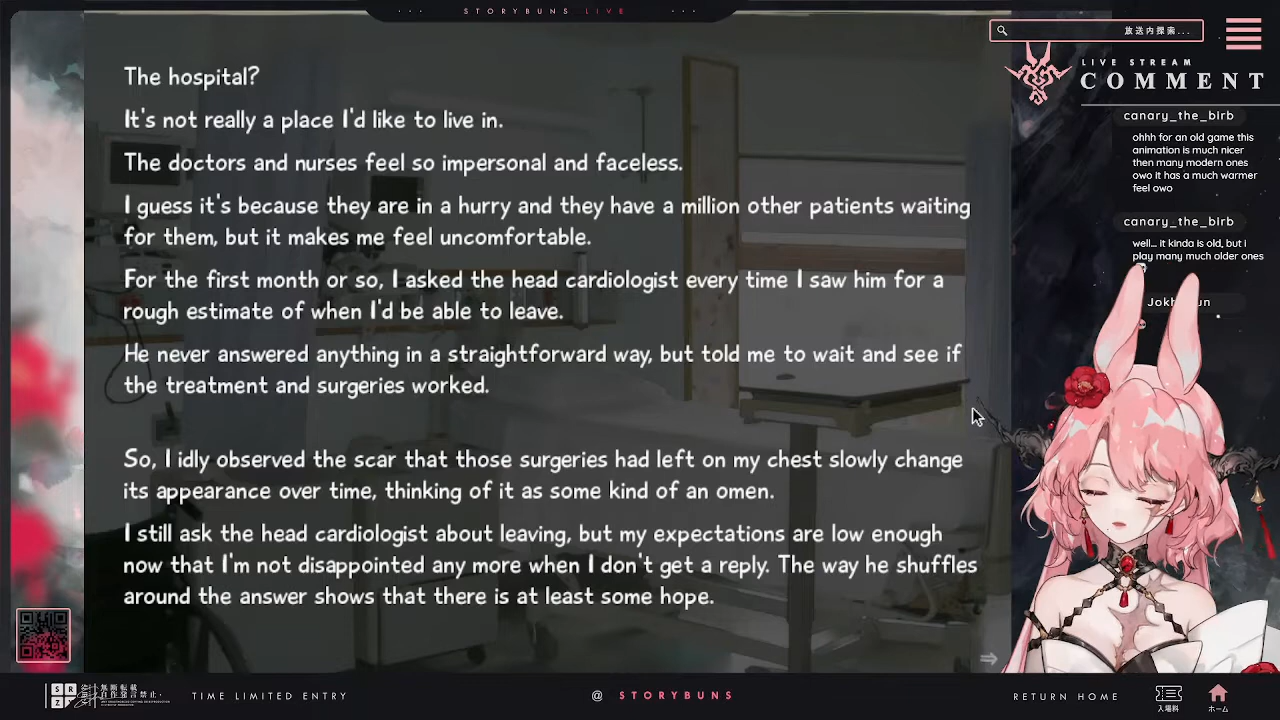 STORYBUNS LIVE
放送内探索...
LIVE STREAM
COMMENT
The hospital?
It's not really a place I'd like to live in.
The doctors and nurses feel so impersonal and faceless.
I guess it's because they are in a hurry and they have a million other patients waiting
for them, but it makes me feel uncomfortable.
For the first month or so, I asked the head cardiologist every time I saw him for a
rough estimate of when I'd be able to leave.
He never answered anything in a straightforward way, but told me to wait and see if
the treatment and surgeries worked.
So, I idly observed the scar that those surgeries had left on my chest slowly change
its appearance over time, thinking of it as some kind of an omen.
I still ask the head cardiologist about leaving, but my expectations are low enough
now that I'm not disappointed any more when I don't get a reply. The way he shuffles
around the answer shows that there is at least some hope.
canary_the_birb
ohhh for an old game this
animation is much nicer
then many modern ones
owo it has a much warmer
feel owo
canary_the_birb
well... it kinda is old, but i
play many much older ones
無断転載
TIME LIMITED ENTRY
@ STORYBUNS
RETURN HOME
入場料
ホーム